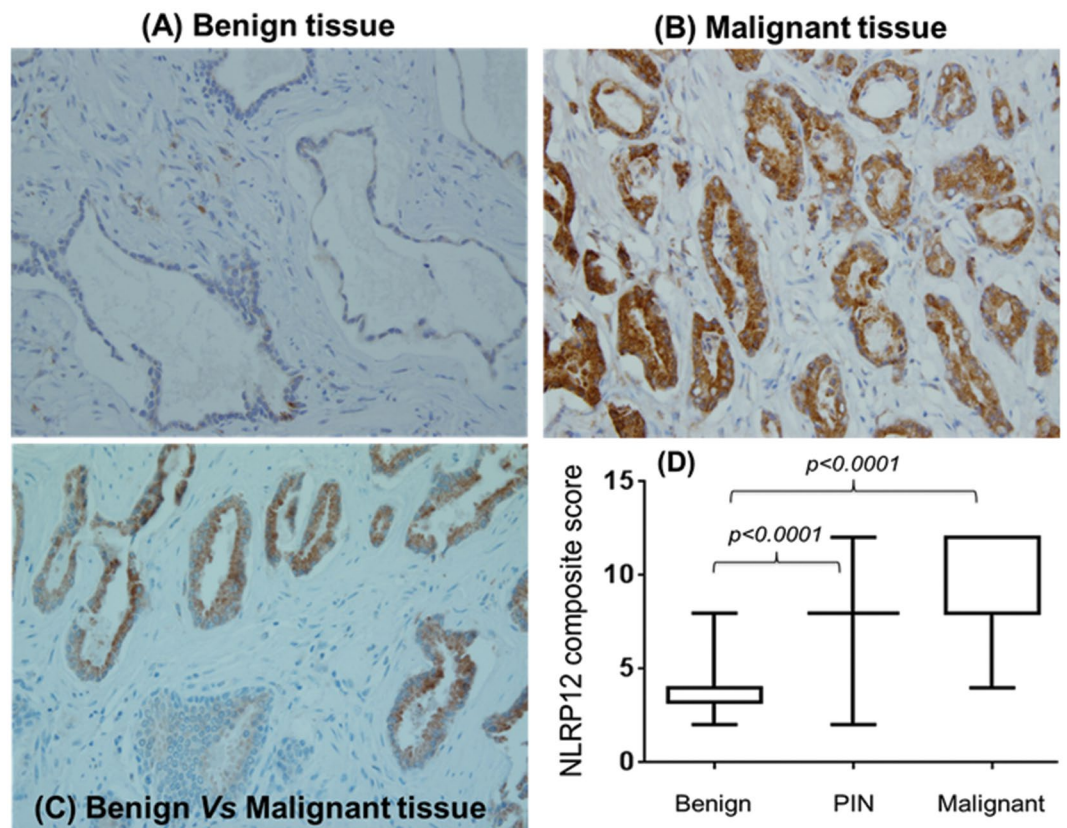 (A) Benign tissue
(B) Malignant tissue
(C) Benign Vs Malignant tissue
(D)
p<0.0001
p<0.0001
NLRP12 composite score
15
10
5
0
Benign PIN Malignant